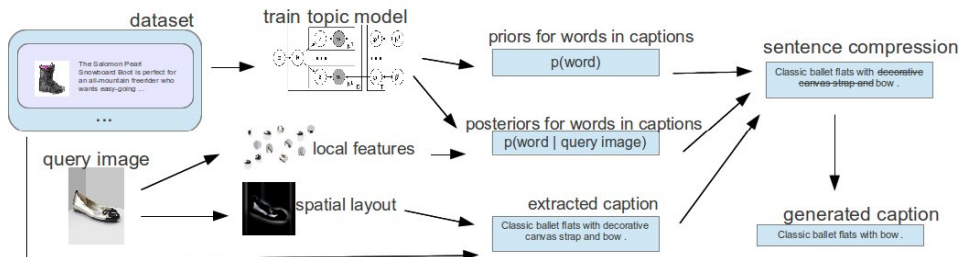 dataset
The Salomon Pearl
Snowboard Boot is perfect for
an all-mountain freerider who
wants easy-going ...
...
train topic model
priors for words in captions
p(word)
sentence compression
Classic ballet flats with decorative
canvas strap and bow .
posteriors for words in captions
p(word | query image)
query image
local features
spatial layout
extracted caption
Classic ballet flats with decorative
canvas strap and bow .
generated caption
Classic ballet flats with bow .